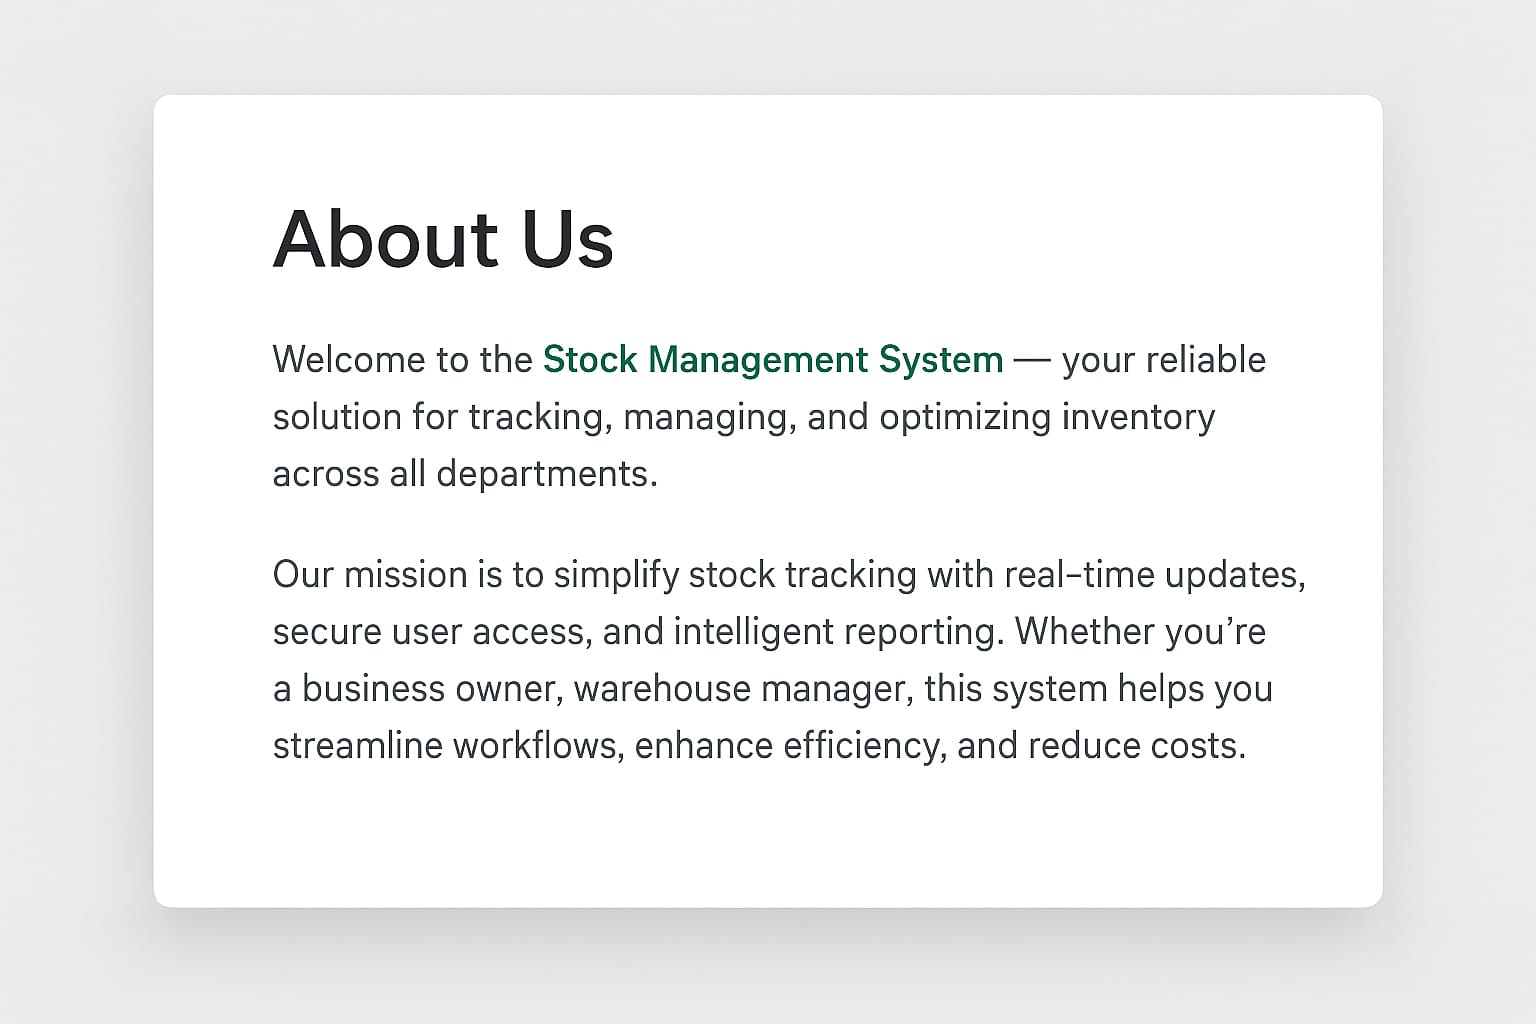 About Us
Welcome to the Stock Management System — your reliable
solution for tracking, managing, and optimizing inventory
across all departments.
Our mission is to simplify stock tracking with real–time updates,
secure user access, and intelligent reporting. Whether you’re
a business owner, warehouse manager, this system helps you
streamline workflows, enhance efficiency, and reduce costs.